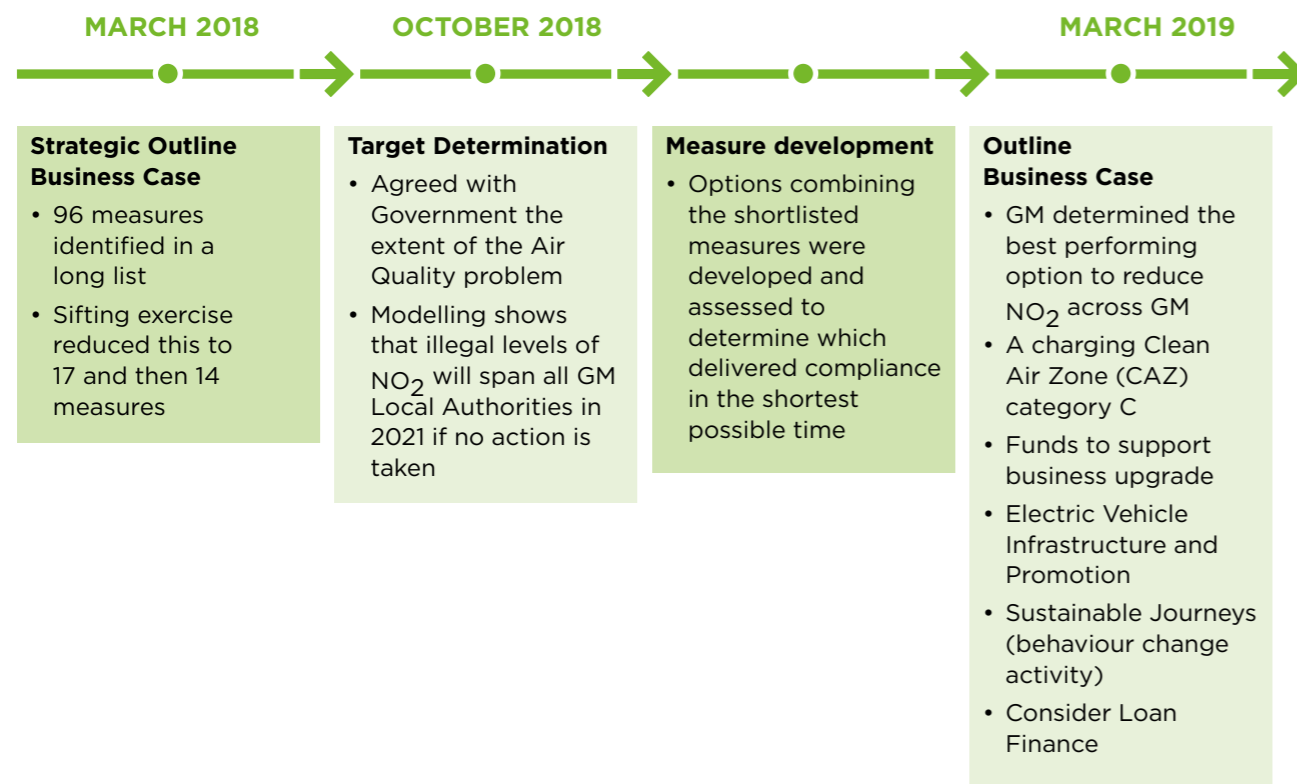 MARCH 2018
OCTOBER 2018
MARCH 2019
Strategic Outline
Business Case
• 96 measures
identified in a
long list
• Sifting exercise
reduced this to
17 and then 14
measures
Target Determination
• Agreed with
Government the
extent of the Air
Quality problem
• Modelling shows
that illegal levels of
NO2 will span all GM
Local Authorities in
2021 if no action is
taken
Measure development
• Options combining
the shortlisted
measures were
developed and
assessed to
determine which
delivered compliance
in the shortest
possible time
Outline
Business Case
• GM determined the
best performing
option to reduce
NO2 across GM
• A charging Clean
Air Zone (CAZ)
category C
• Funds to support
business upgrade
• Electric Vehicle
Infrastructure and
Promotion
• Sustainable Journeys
(behaviour change
activity)
• Consider Loan
Finance